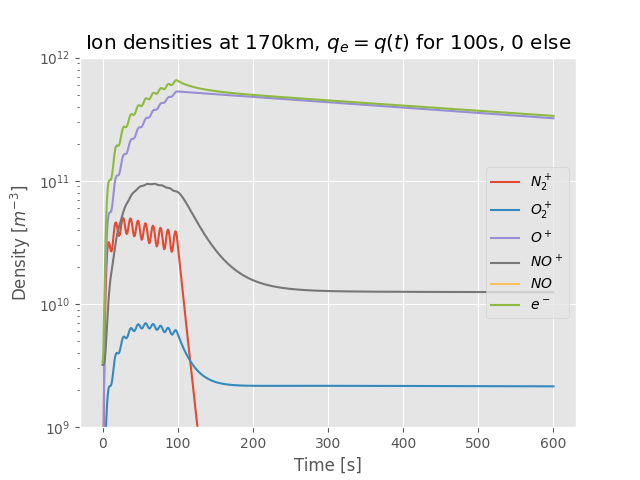 Ion densities at 170km, $q_e = q(t)$ for 100s, 0 else
Density [$m^{-3}$]
$10^{12}$
$10^{11}$
$10^{10}$
$10^9$
$N_2^+$
$O_2^+$
$O^+$
$NO^+$
$NO$
$e^-$
0 100 200 300 400 500 600
Time [s]